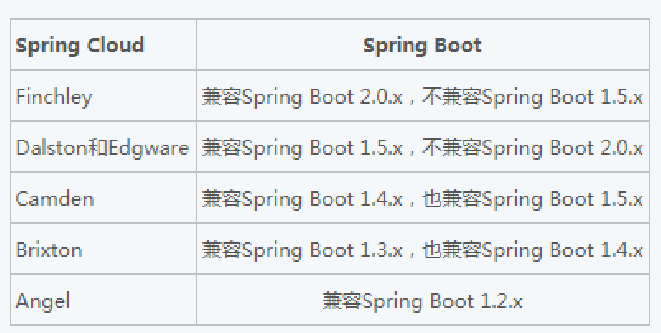 Spring Cloud Spring Boot
Finchley 兼容Spring Boot 2.0.x，不兼容Spring Boot 1.5.x
Dalston和Edgware 兼容Spring Boot 1.5.x，不兼容Spring Boot 2.0.x
Camden 兼容Spring Boot 1.4.x，也兼容Spring Boot 1.5.x
Brixton 兼容Spring Boot 1.3.x，也兼容Spring Boot 1.4.x
Angel 兼容Spring Boot 1.2.x